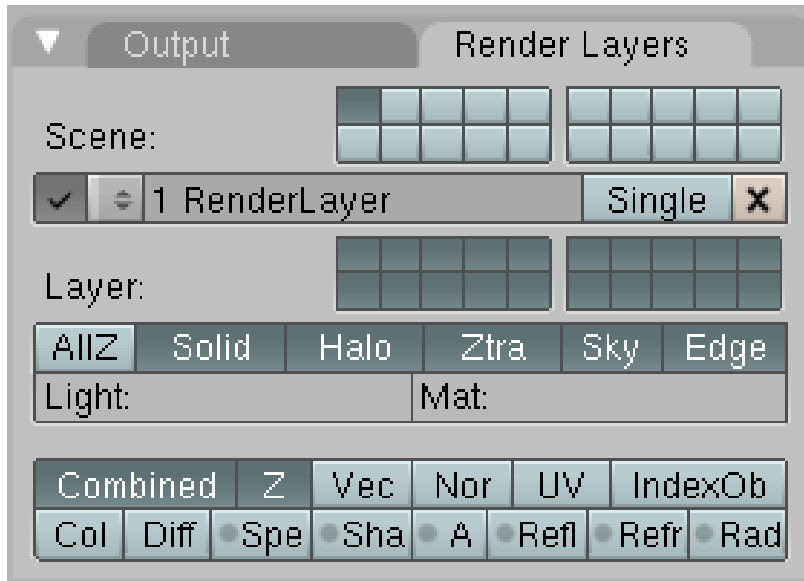 Output Render Layers
Scene:
1 RenderLayer Single X
Layer:
AllZ Solid Halo Ztra Sky Edge
Light: Mat:
Combined Z Vec Nor UV IndexOb
Col Diff Spe Sha A Refl Refr Rad